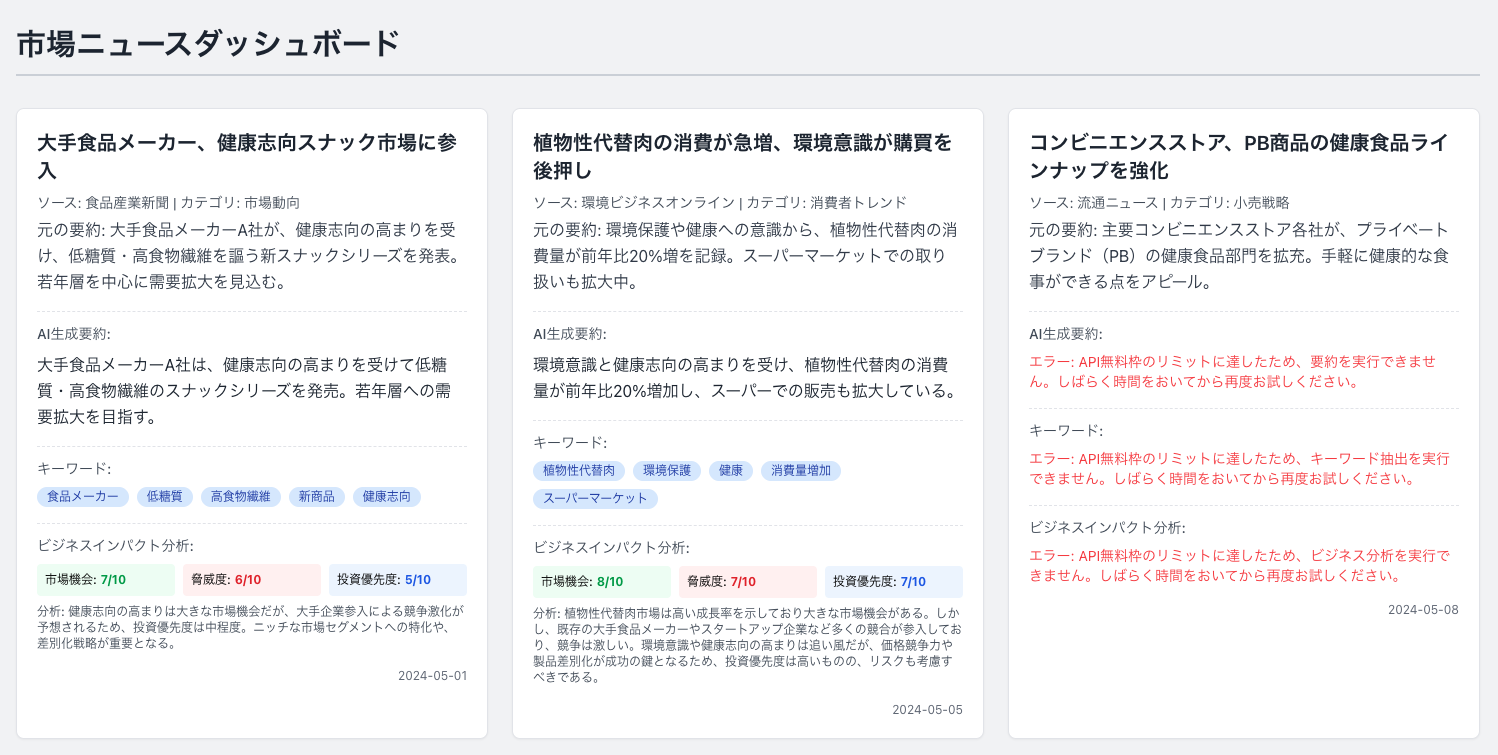 市場ニュースダッシュボード
大手食品メーカー、健康志向スナック市場に参
入
ソース: 食品産業新聞 | カテゴリ: 市場動向
元の要約: 大手食品メーカーA社が、健康志向の高まりを受
け、低糖質・高食物繊維を謳う新スナックシリーズを発表。
若年層を中心に需要拡大を見込む。
AI生成要約:
大手食品メーカーA社は、健康志向の高まりを受けて低糖
質・高食物繊維のスナックシリーズを発売。若年層への需
要拡大を目指す。
キーワード:
食品メーカー 低糖質 高食物繊維 新商品 健康志向
ビジネスインパクト分析:
市場機会: 7/10 脅威度: 6/10 投資優先度: 5/10
分析: 健康志向の高まりは大きな市場機会だが、大手企業参入による競争激化が
予想されるため、投資優先度は中程度。ニッチな市場セグメントへの特化や、
差別化戦略が重要となる。
2024-05-01
植物性代替肉の消費が急増、環境意識が購買を
後押し
ソース: 環境ビジネスオンライン | カテゴリ: 消費者トレンド
元の要約: 環境保護や健康への意識から、植物性代替肉の消
費量が前年比20%増を記録。スーパーマーケットでの取り
扱いも拡大中。
AI生成要約:
環境意識と健康志向の高まりを受け、植物性代替肉の消費
量が前年比20%増加し、スーパーでの販売も拡大している。
キーワード:
植物性代替肉 環境保護 健康 消費量増加
スーパーマーケット
ビジネスインパクト分析:
市場機会: 8/10 脅威度: 7/10 投資優先度: 7/10
分析: 植物性代替肉市場は高い成長率を示しており大きな市場機会がある。しか
し、既存の大手食品メーカーやスタートアップ企業など多くの競合が参入してお
り、競争は激しい。環境意識や健康志向の高まりは追い風だが、価格競争力や
製品差別化が成功の鍵となるため、投資優先度は高いものの、リスクも考慮す
べきである。
2024-05-05
コンビニエンスストア、PB商品の健康食品ライ
ンナップを強化
ソース: 流通ニュース | カテゴリ: 小売戦略
元の要約: 主要コンビニエンスストア各社が、プライベート
ブランド（PB）の健康食品部門を拡充。手軽に健康的な食
事ができる点をアピール。
AI生成要約:
エラー: API無料枠のリミットに達したため、要約を実行できませ
ん。しばらく時間をおいてから再度お試しください。
キーワード:
エラー: API無料枠のリミットに達したため、キーワード抽出を実行
できません。しばらく時間をおいてから再度お試しください。
ビジネスインパクト分析:
エラー: API無料枠のリミットに達したため、ビジネス分析を実行で
きません。しばらく時間をおいてから再度お試しください。
2024-05-08